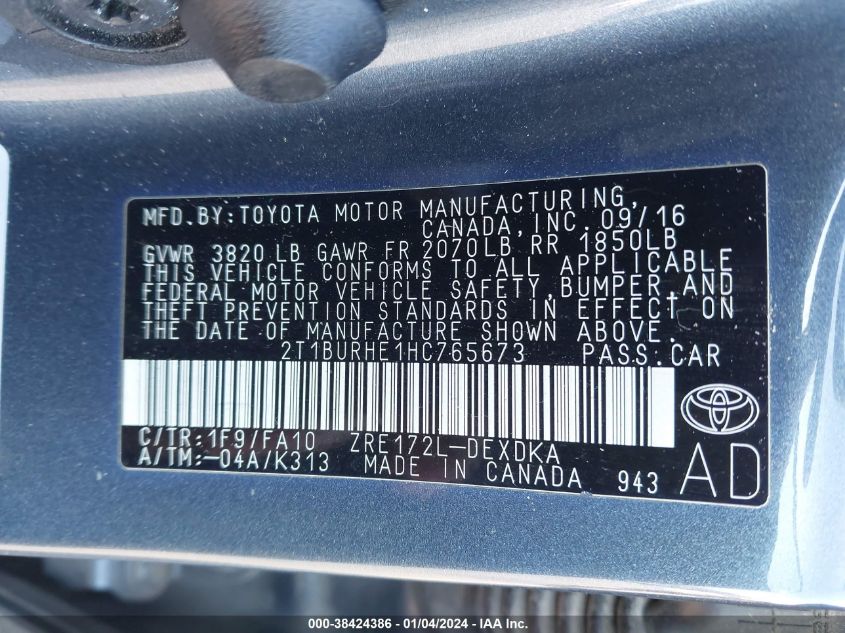 MFD.BY:TOYOTA MOTOR MANUFACTURING,
CANADA,INC. 09/16
GVWR 3820 LB GAWR FR 2070LB RR 1850LB
THIS VEHICLE CONFORMS TO ALL APPLICABLE
FEDERAL MOTOR VEHICLE SAFETY,BUMPER,AND
THEFT PREVENTION STANDARDS IN EFFECT ON
THE DATE OF MANUFACTURE SHOWN ABOVE.
2T1BURHE1HC765673 PASS.CAR
C/TR:1F9/FA10 ZRE172L-DEXDKA
A/TM:-04A/K313 MADE IN CANADA 943 AD
000-38424386 - 01/04/2024 - IAA Inc.